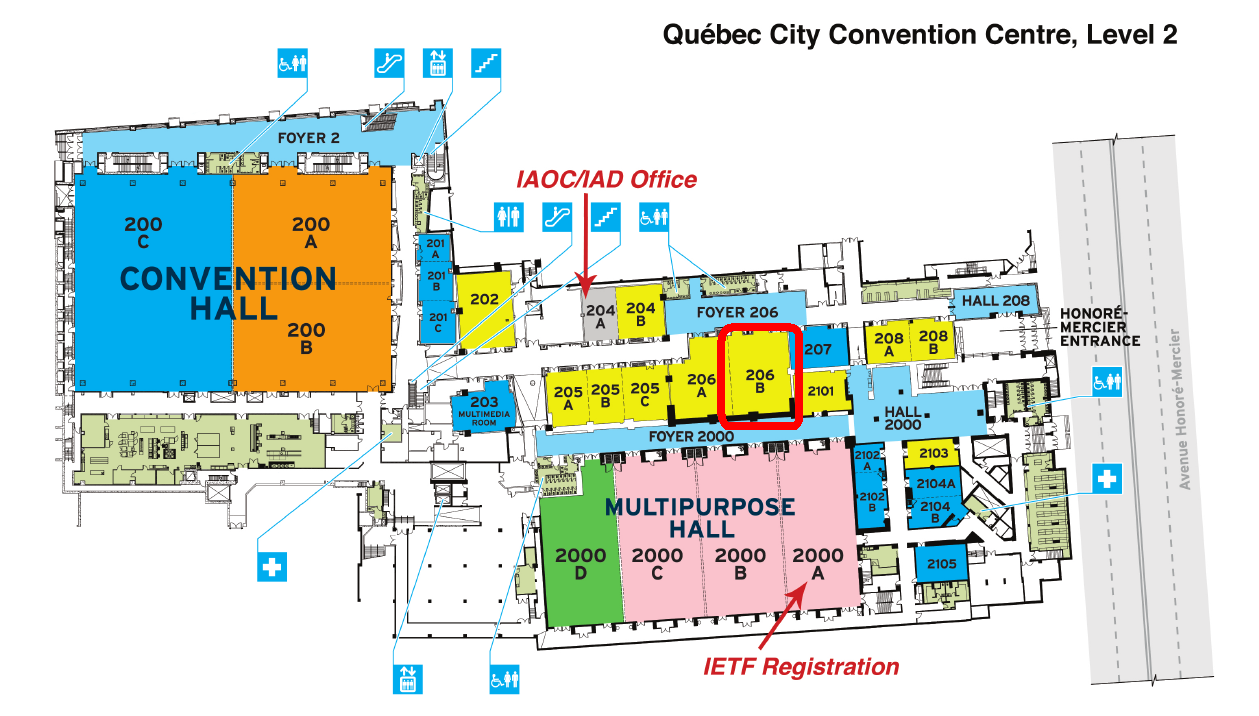 Québec City Convention Centre, Level 2
FOYER 2
IAOC/IAD Office
200
C
200
A
CONVENTION
HALL
200
B
201
A
201
B
201
C
202
204
A
204
B
FOYER 206
HALL 208
HONORÉ-
MERCIER
ENTRANCE
207
208
A
208
B
206
A
206
B
2101
205
A
205
B
205
C
203
MULTIMEDIA
ROOM
HALL
2000
FOYER 2000
Avenue Honoré-Mercier
2102
A
2102
B
2103
2104A
2104
B
2105
MULTIPURPOSE
HALL
2000
D
2000
C
2000
B
2000
A
IETF Registration